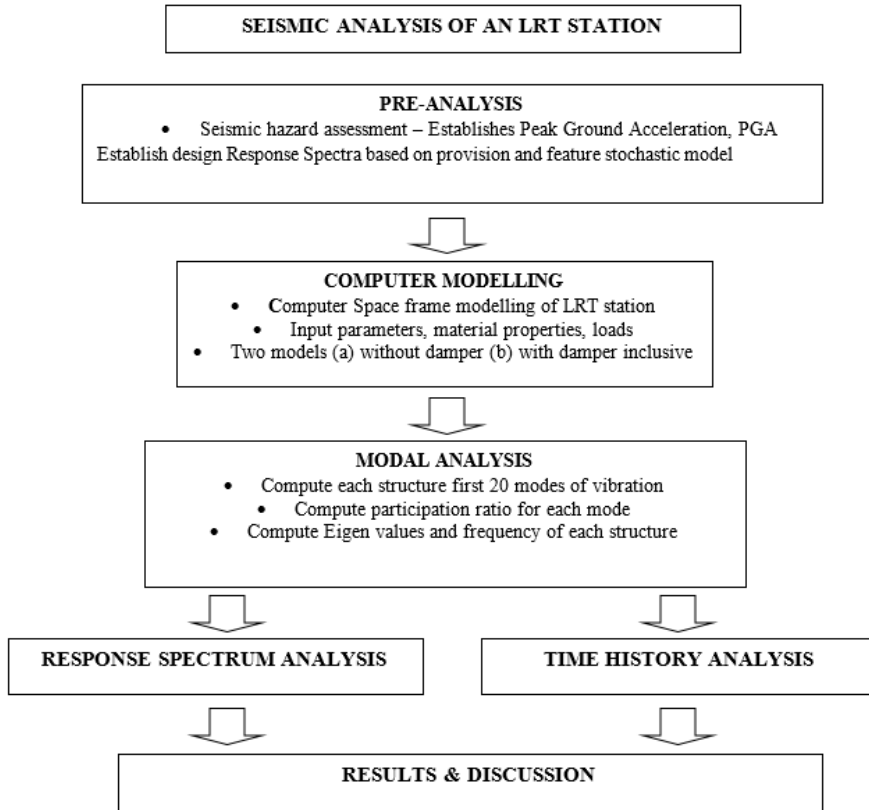 SEISMIC ANALYSIS OF AN LRT STATION
PRE-ANALYSIS
• Seismic hazard assessment – Establishes Peak Ground Acceleration, PGA
Establish design Response Spectra based on provision and feature stochastic model
COMPUTER MODELLING
• Computer Space frame modelling of LRT station
• Input parameters, material properties, loads
• Two models (a) without damper (b) with damper inclusive
MODAL ANALYSIS
• Compute each structure first 20 modes of vibration
• Compute participation ratio for each mode
• Compute Eigen values and frequency of each structure
RESPONSE SPECTRUM ANALYSIS
TIME HISTORY ANALYSIS
RESULTS & DISCUSSION